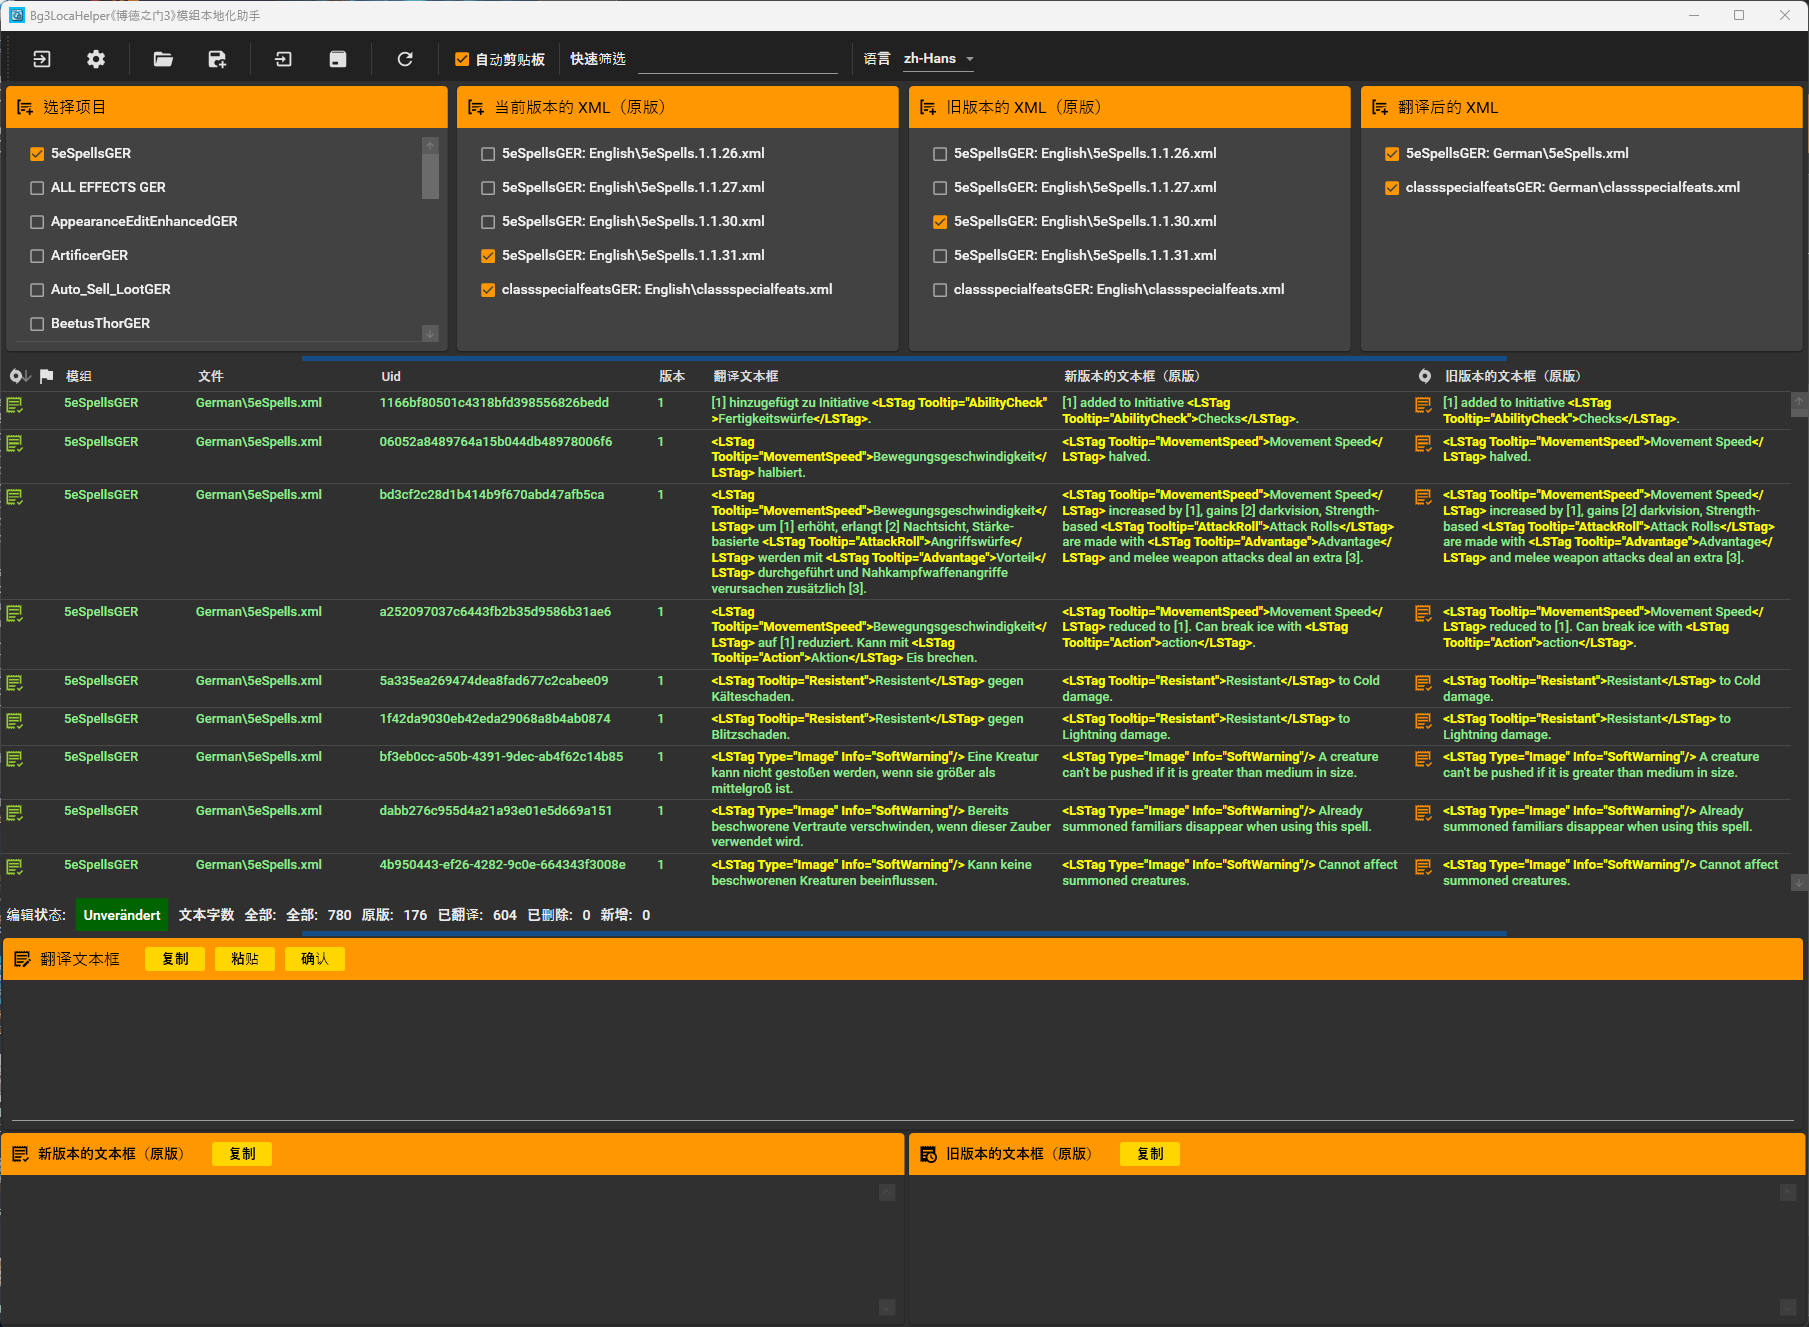 Bg3LocaHelper《博德之门3》模组本地化助手
自动剪贴板 快速筛选 语言 zh-Hans
选择项目
5eSpellsGER
ALL EFFECTS GER
AppearanceEditEnhancedGER
ArtificerGER
Auto_Sell_LootGER
BeetusThorGER
当前版本的 XML（原版）
5eSpellsGER: English\5eSpells.1.1.26.xml
5eSpellsGER: English\5eSpells.1.1.27.xml
5eSpellsGER: English\5eSpells.1.1.30.xml
5eSpellsGER: English\5eSpells.1.1.31.xml
classspecialfeatsGER: English\classspecialfeats.xml
旧版本的 XML（原版）
5eSpellsGER: English\5eSpells.1.1.26.xml
5eSpellsGER: English\5eSpells.1.1.27.xml
5eSpellsGER: English\5eSpells.1.1.30.xml
5eSpellsGER: English\5eSpells.1.1.31.xml
classspecialfeatsGER: English\classspecialfeats.xml
翻译后的 XML
5eSpellsGER: German\5eSpells.xml
classspecialfeatsGER: German\classspecialfeats.xml
模组 文件 Uid 版本 翻译文本框 新版本的文本框（原版） 旧版本的文本框（原版）
5eSpellsGER German\5eSpells.xml 1166bf80501c4318bfd398556826bedd 1
[1] hinzugefügt zu Initiative <LSTag Tooltip="AbilityCheck"
>Fertigkeitswürfe</LSTag>.
[1] added to Initiative <LSTag
Tooltip="AbilityCheck">Checks</LSTag>.
[1] added to Initiative <LSTag
Tooltip="AbilityCheck">Checks</LSTag>.
5eSpellsGER German\5eSpells.xml 06052a8489764a15b044db48978006f6 1
<LSTag
Tooltip="MovementSpeed">Bewegungsgeschwindigkeit</
LSTag> halbiert.
<LSTag Tooltip="MovementSpeed">Movement Speed</
LSTag> halved.
<LSTag Tooltip="MovementSpeed">Movement Speed</
LSTag> halved.
5eSpellsGER German\5eSpells.xml bd3cf2c28d1b414b9f670abd47afb5ca 1
<LSTag
Tooltip="MovementSpeed">Bewegungsgeschwindigkeit</
LSTag> um [1] erhöht, erlangt [2] Nachtsicht, Stärke-
basierte <LSTag Tooltip="AttackRoll">Angriffswürfe</
LSTag> werden mit <LSTag Tooltip="Advantage">Vorteil</
LSTag> durchgeführt und Nahkampfwaffenangriffe
verursachen zusätzlich [3].
<LSTag Tooltip="MovementSpeed">Movement Speed</
LSTag> increased by [1], gains [2] darkvision, Strength-
based <LSTag Tooltip="AttackRoll">Attack Rolls</LSTag>
are made with <LSTag Tooltip="Advantage">Advantage</
LSTag> and melee weapon attacks deal an extra [3].
<LSTag Tooltip="MovementSpeed">Movement Speed</
LSTag> increased by [1], gains [2] darkvision, Strength-
based <LSTag Tooltip="AttackRoll">Attack Rolls</LSTag>
are made with <LSTag Tooltip="Advantage">Advantage</
LSTag> and melee weapon attacks deal an extra [3].
5eSpellsGER German\5eSpells.xml a252097037c6443fb2b35d9586b31ae6 1
<LSTag
Tooltip="MovementSpeed">Bewegungsgeschwindigkeit</
LSTag> auf [1] reduziert. Kann mit <LSTag
Tooltip="Action">Aktion</LSTag> Eis brechen.
<LSTag Tooltip="MovementSpeed">Movement Speed</
LSTag> reduced to [1]. Can break ice with <LSTag
Tooltip="Action">action</LSTag>.
<LSTag Tooltip="MovementSpeed">Movement Speed</
LSTag> reduced to [1]. Can break ice with <LSTag
Tooltip="Action">action</LSTag>.
5eSpellsGER German\5eSpells.xml 5a335ea269474dea8fad677c2cabee09 1
<LSTag Tooltip="Resistent">Resistent</LSTag> gegen
Kälteschaden.
<LSTag Tooltip="Resistant">Resistant</LSTag> to Cold
damage.
<LSTag Tooltip="Resistant">Resistant</LSTag> to Cold
damage.
5eSpellsGER German\5eSpells.xml 1f42da9030eb42eda29068a8b4ab0874 1
<LSTag Tooltip="Resistent">Resistent</LSTag> gegen
Blitzschaden.
<LSTag Tooltip="Resistant">Resistant</LSTag> to
Lightning damage.
<LSTag Tooltip="Resistant">Resistant</LSTag> to
Lightning damage.
5eSpellsGER German\5eSpells.xml bf3eb0cc-a50b-4391-9dec-ab4f62c14b85 1
<LSTag Type="Image" Info="SoftWarning"/> Eine Kreatur
kann nicht gestoßen werden, wenn sie größer als
mittelgroß ist.
<LSTag Type="Image" Info="SoftWarning"/> A creature
can't be pushed if it is greater than medium in size.
<LSTag Type="Image" Info="SoftWarning"/> A creature
can't be pushed if it is greater than medium in size.
5eSpellsGER German\5eSpells.xml dabb276c955d4a21a93e01e5d669a151 1
<LSTag Type="Image" Info="SoftWarning"/> Bereits
beschworene Vertraute verschwinden, wenn dieser Zauber
verwendet wird.
<LSTag Type="Image" Info="SoftWarning"/> Already
summoned familiars disappear when using this spell.
<LSTag Type="Image" Info="SoftWarning"/> Already
summoned familiars disappear when using this spell.
5eSpellsGER German\5eSpells.xml 4b950443-ef26-4282-9c0e-664343f3008e 1
<LSTag Type="Image" Info="SoftWarning"/> Kann keine
beschworenen Kreaturen beeinflussen.
<LSTag Type="Image" Info="SoftWarning"/> Cannot affect
summoned creatures.
<LSTag Type="Image" Info="SoftWarning"/> Cannot affect
summoned creatures.
编辑状态: Unverändert 文本字数 全部: 全部: 780 原版: 176 已翻译: 604 已删除: 0 新增: 0
翻译文本框 复制 粘贴 确认
新版本的文本框（原版） 复制
旧版本的文本框（原版） 复制